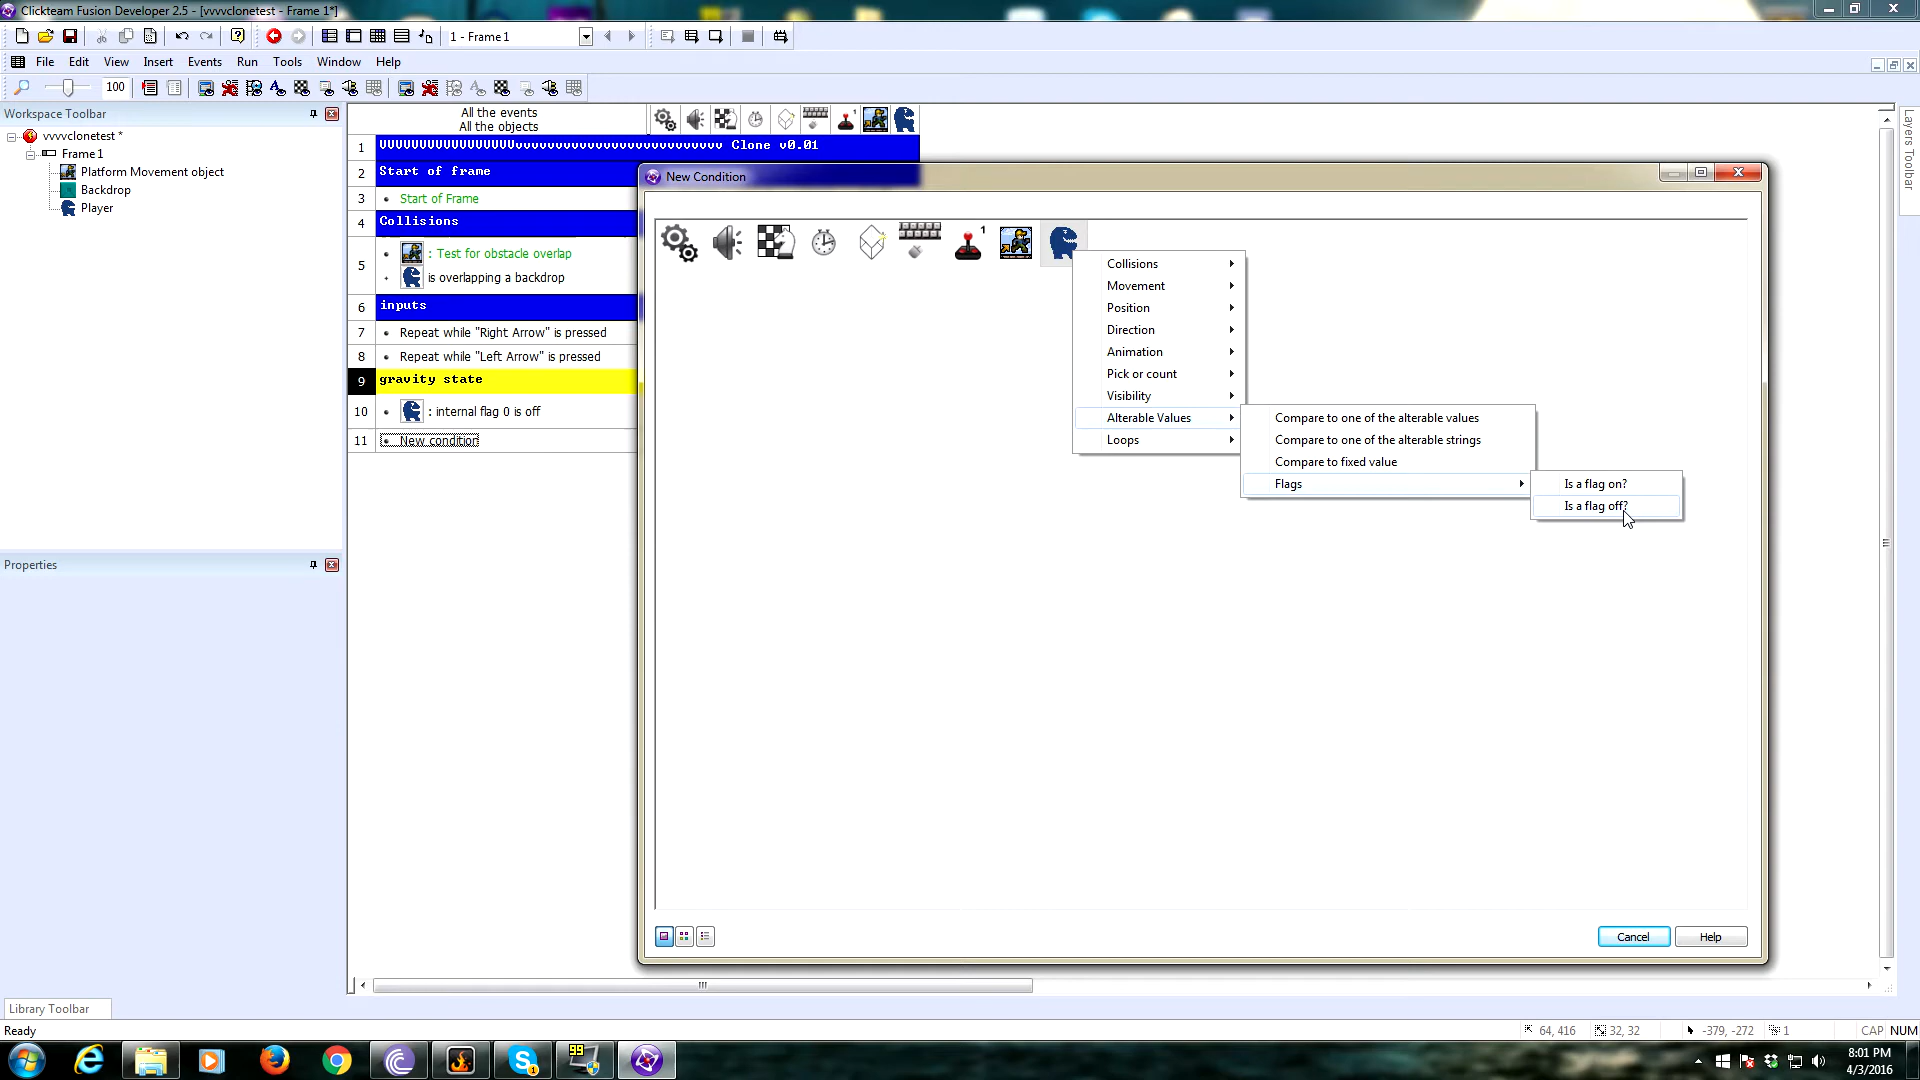 Clickteam Fusion Developer 2.5 - [vvvvclonetest - Frame 1*]
1 - Frame 1
File Edit View Insert Events Run Tools Window Help
100
Workspace Toolbar
vvvvclonetest *
Frame 1
Platform Movement object
Backdrop
Player
Properties
Library Toolbar
Ready
All the events
All the objects
1 VVVVVVVVVVVVVVVVVvvvvvvvvvvvvvvvvvvvvvvvvvv Clone v0.01
2 Start of frame
3 Start of Frame
4 Collisions
5 : Test for obstacle overlap
is overlapping a backdrop
6 inputs
7 Repeat while "Right Arrow" is pressed
8 Repeat while "Left Arrow" is pressed
9 gravity state
10 : internal flag 0 is off
11 New condition
New Condition
1
Collisions
Movement
Position
Direction
Animation
Pick or count
Visibility
Alterable Values
Loops
Compare to one of the alterable values
Compare to one of the alterable strings
Compare to fixed value
Flags
Is a flag on?
Is a flag off?
Cancel
Help
Layers Toolbar
64, 416
32, 32
-379, -272
1
CAP NUM
99
1
8:01 PM
4/3/2016